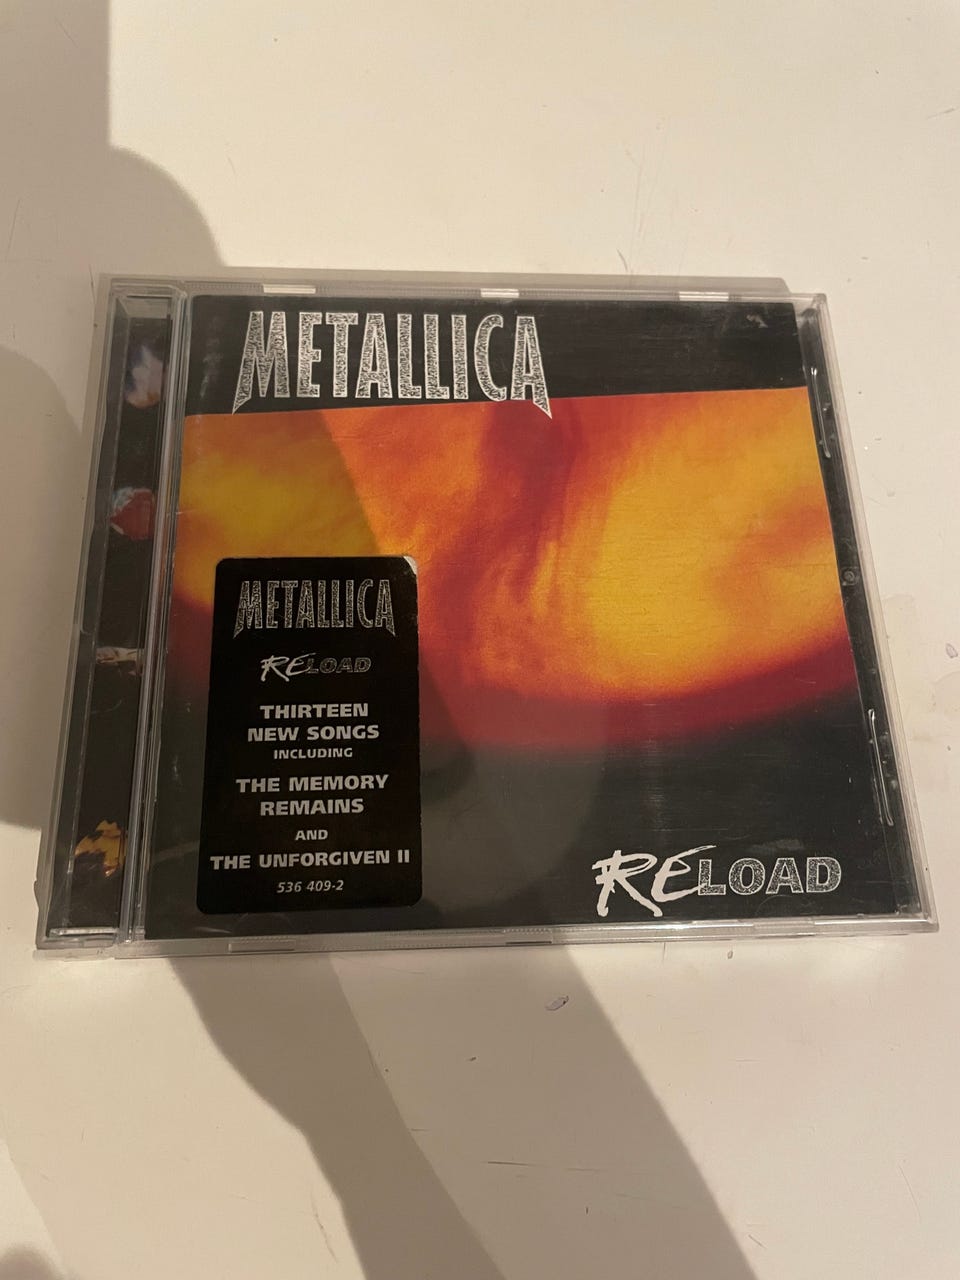 METALLICA
METALLICA
RELOAD
THIRTEEN
NEW SONGS
INCLUDING
THE MEMORY
REMAINS
AND
THE UNFORGIVEN II
536 409-2
RELOAD